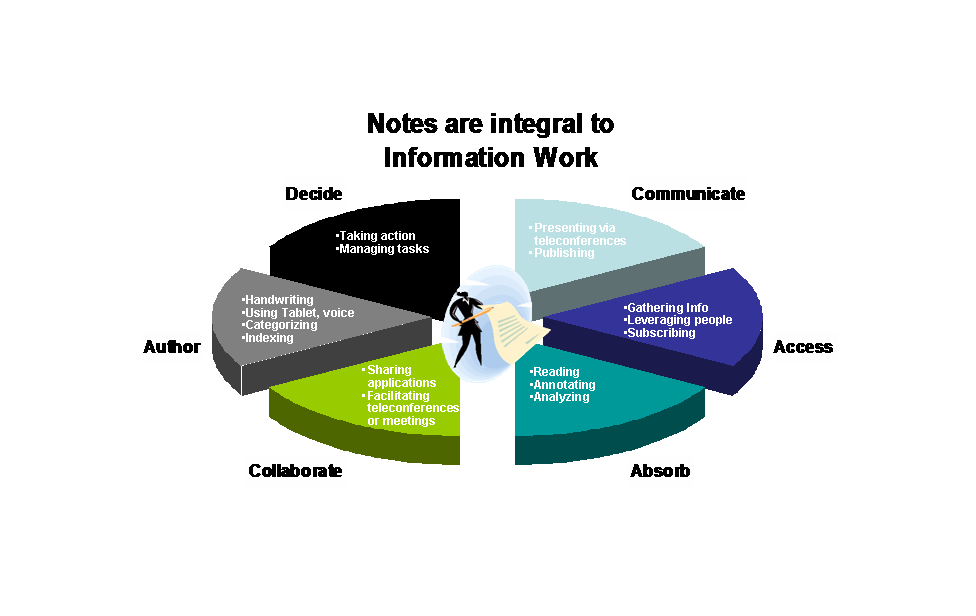 Notes are integral to
Information Work
Decide
•Taking action
•Managing tasks
Communicate
•Presenting via
teleconferences
•Publishing
Author
•Handwriting
•Using Tablet, voice
•Categorizing
•Indexing
Access
•Gathering Info
•Leveraging people
•Subscribing
Collaborate
•Sharing
applications
•Facilitating
teleconferences
or meetings
Absorb
•Reading
•Annotating
•Analyzing